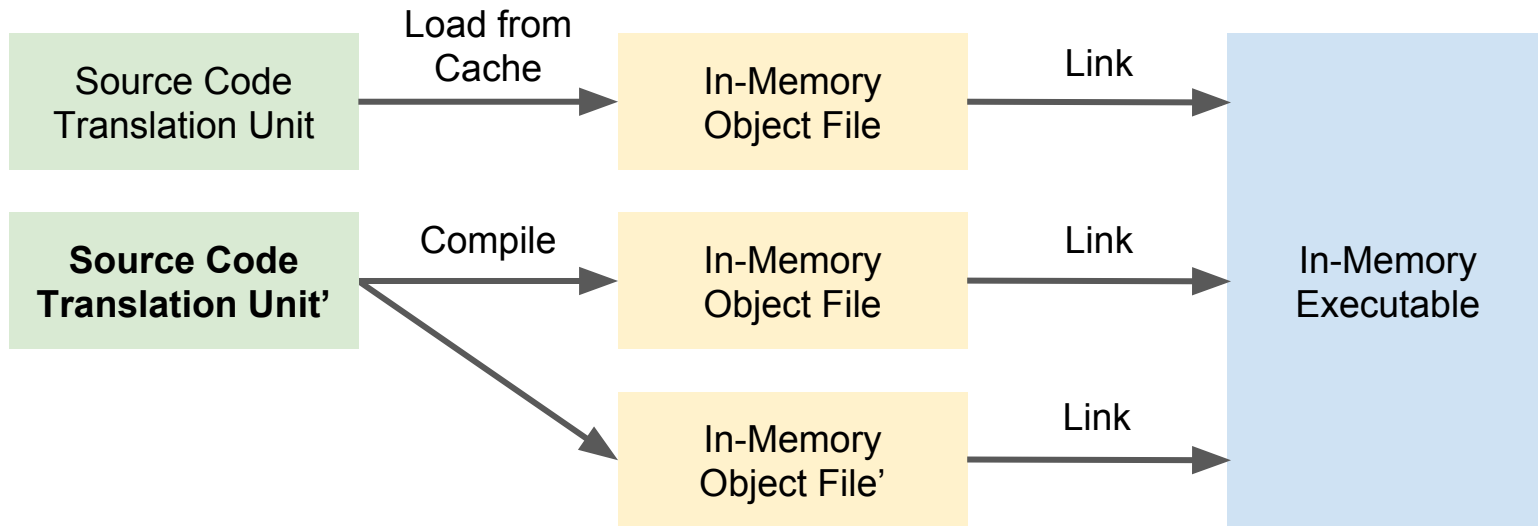 Load from
Cache
Source Code
Translation Unit
In-Memory
Object File
Link
Source Code
Translation Unit’
Compile
In-Memory
Object File
Link
In-Memory
Executable
In-Memory
Object File’
Link